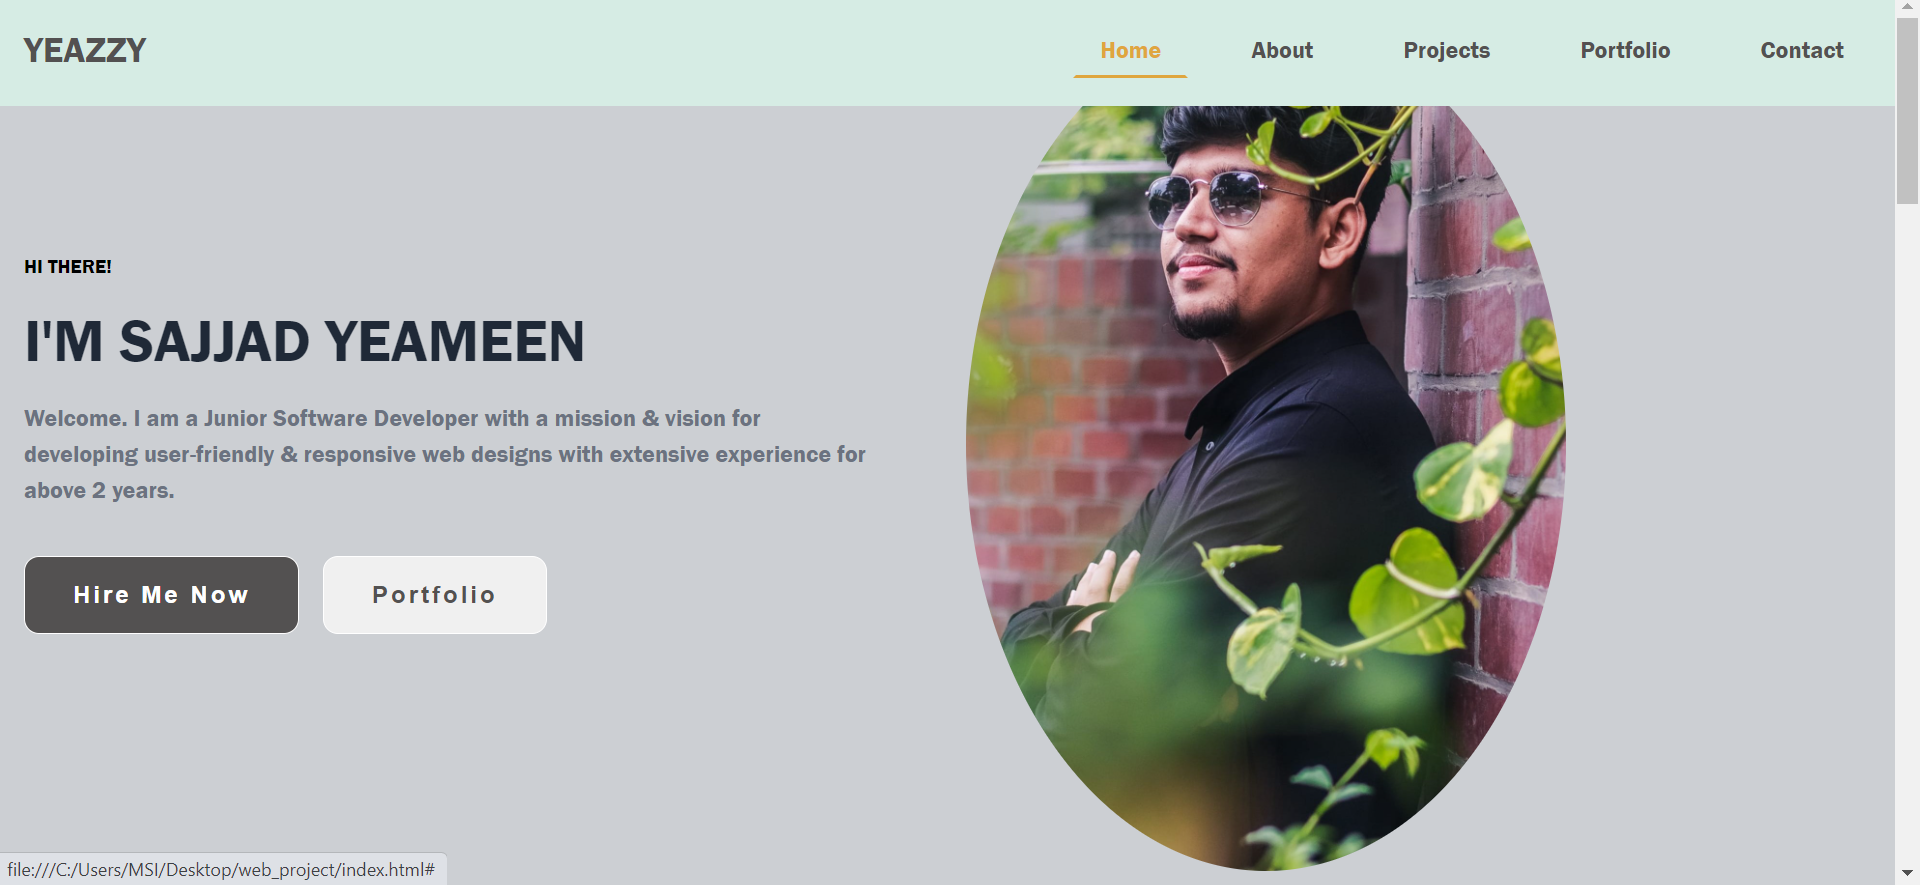 YEAZZY
Home About Projects Portfolio Contact
HI THERE!
I'M SAJJAD YEAMEEN
Welcome. I am a Junior Software Developer with a mission & vision for
developing user-friendly & responsive web designs with extensive experience for
above 2 years.
Hire Me Now
Portfolio
file:///C:/Users/MSI/Desktop/web_project/index.html#